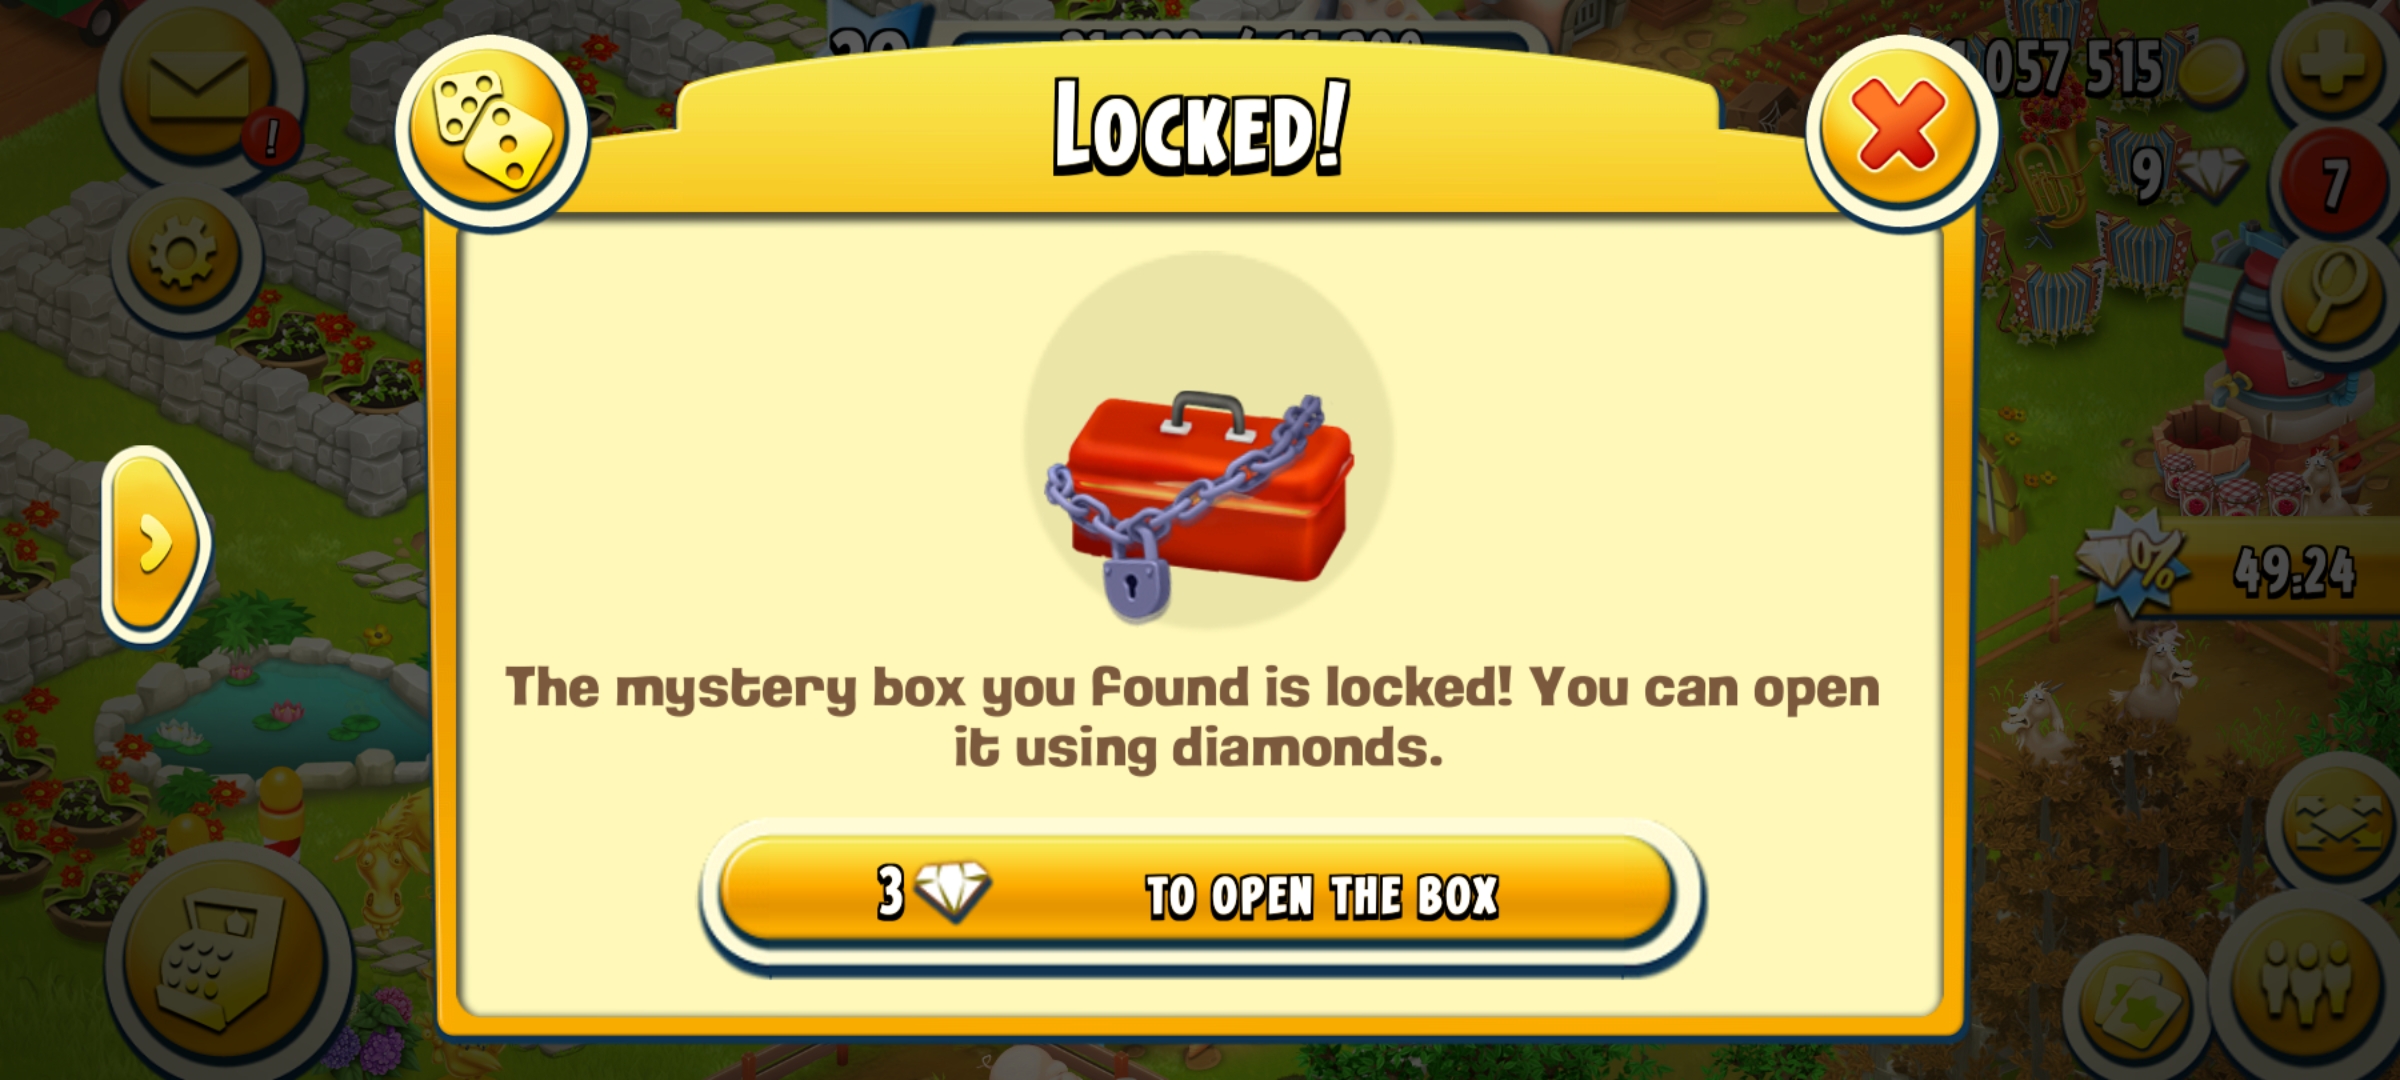 LOCKED!
057 515
9
7
49:24
The mystery box you found is locked! You can open
it using diamonds.
3 TO OPEN THE BOX